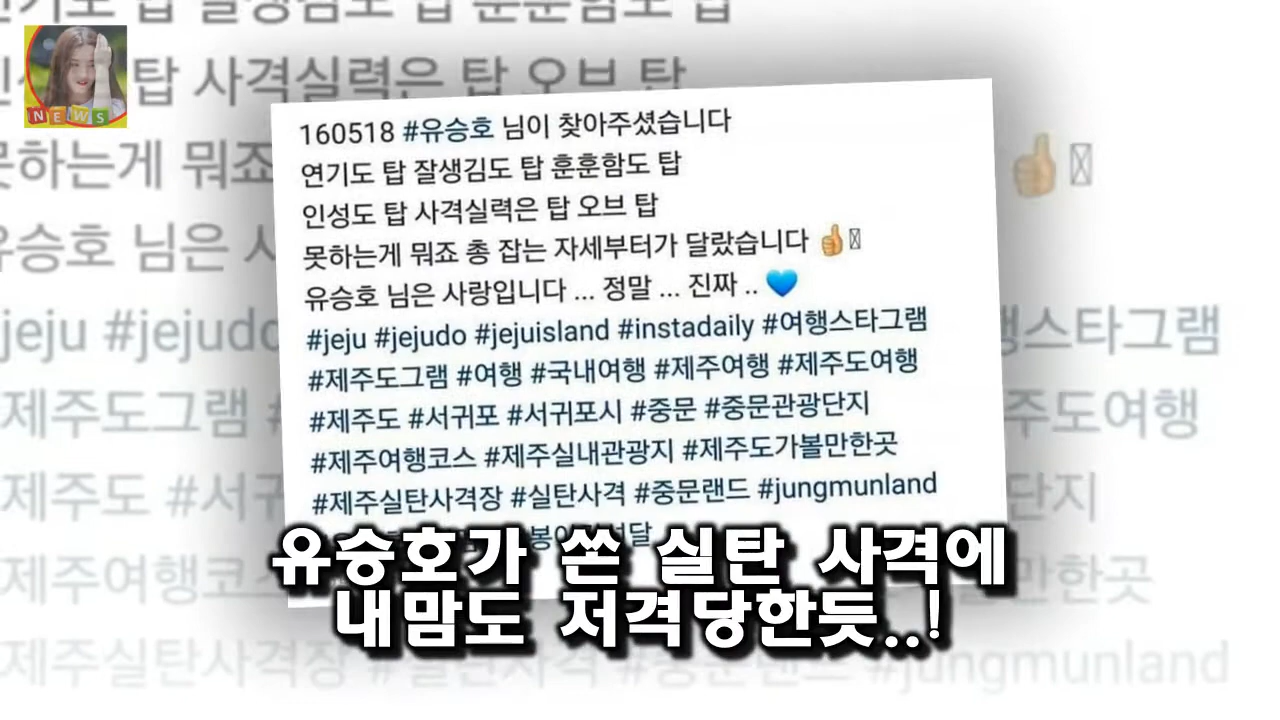 NEWS
160518 #유승호 님이 찾아주셨습니다
연기도 탑 잘생김도 탑 훈훈함도 탑
인성도 탑 사격실력은 탑 오브 탑
못하는게 뭐죠 총 잡는 자세부터가 달랐습니다 👍
유승호 님은 사랑입니다 ... 정말 ... 진짜 .. 💙
#jeju #jejudo #jejuisland #instadaily #여행스타그램
#제주도그램 #여행 #국내여행 #제주여행 #제주도여행
#제주도 #서귀포 #서귀포시 #중문 #중문관광단지
#제주여행코스 #제주실내관광지 #제주도가볼만한곳
#제주실탄사격장 #실탄사격 #중문랜드 #jungmunland
유승호가 쏜 실탄 사격에
내맘도 저격당한듯..!